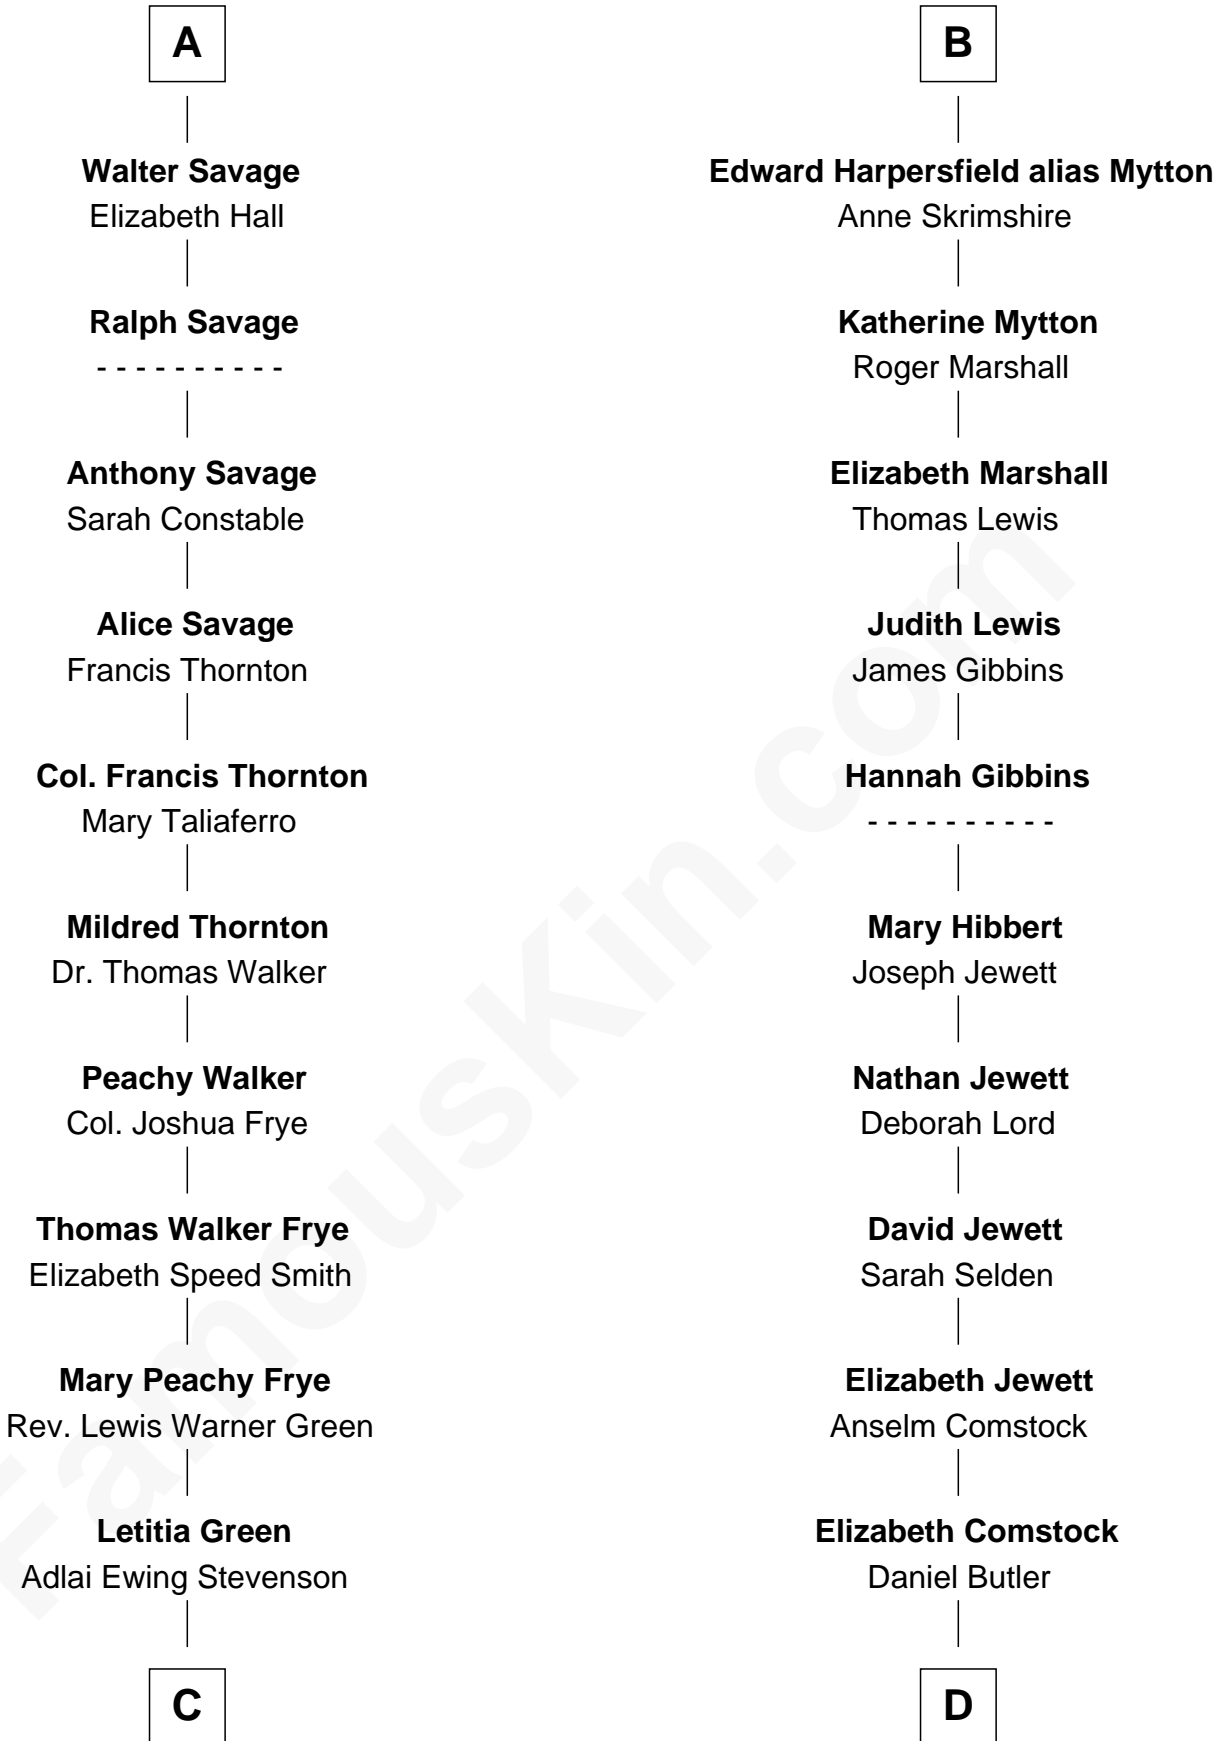 A
Walter Savage
Elizabeth Hall
Ralph Savage
- - - - - - - - - -
Anthony Savage
Sarah Constable
Alice Savage
Francis Thornton
Col. Francis Thornton
Mary Taliaferro
Mildred Thornton
Dr. Thomas Walker
Peachy Walker
Col. Joshua Frye
Thomas Walker Frye
Elizabeth Speed Smith
Mary Peachy Frye
Rev. Lewis Warner Green
Letitia Green
Adlai Ewing Stevenson
C
B
Edward Harpersfield alias Mytton
Anne Skrimshire
Katherine Mytton
Roger Marshall
Elizabeth Marshall
Thomas Lewis
Judith Lewis
James Gibbins
Hannah Gibbins
- - - - - - - - - -
Mary Hibbert
Joseph Jewett
Nathan Jewett
Deborah Lord
David Jewett
Sarah Selden
Elizabeth Jewett
Anselm Comstock
Elizabeth Comstock
Daniel Butler
D
FamousKin.com